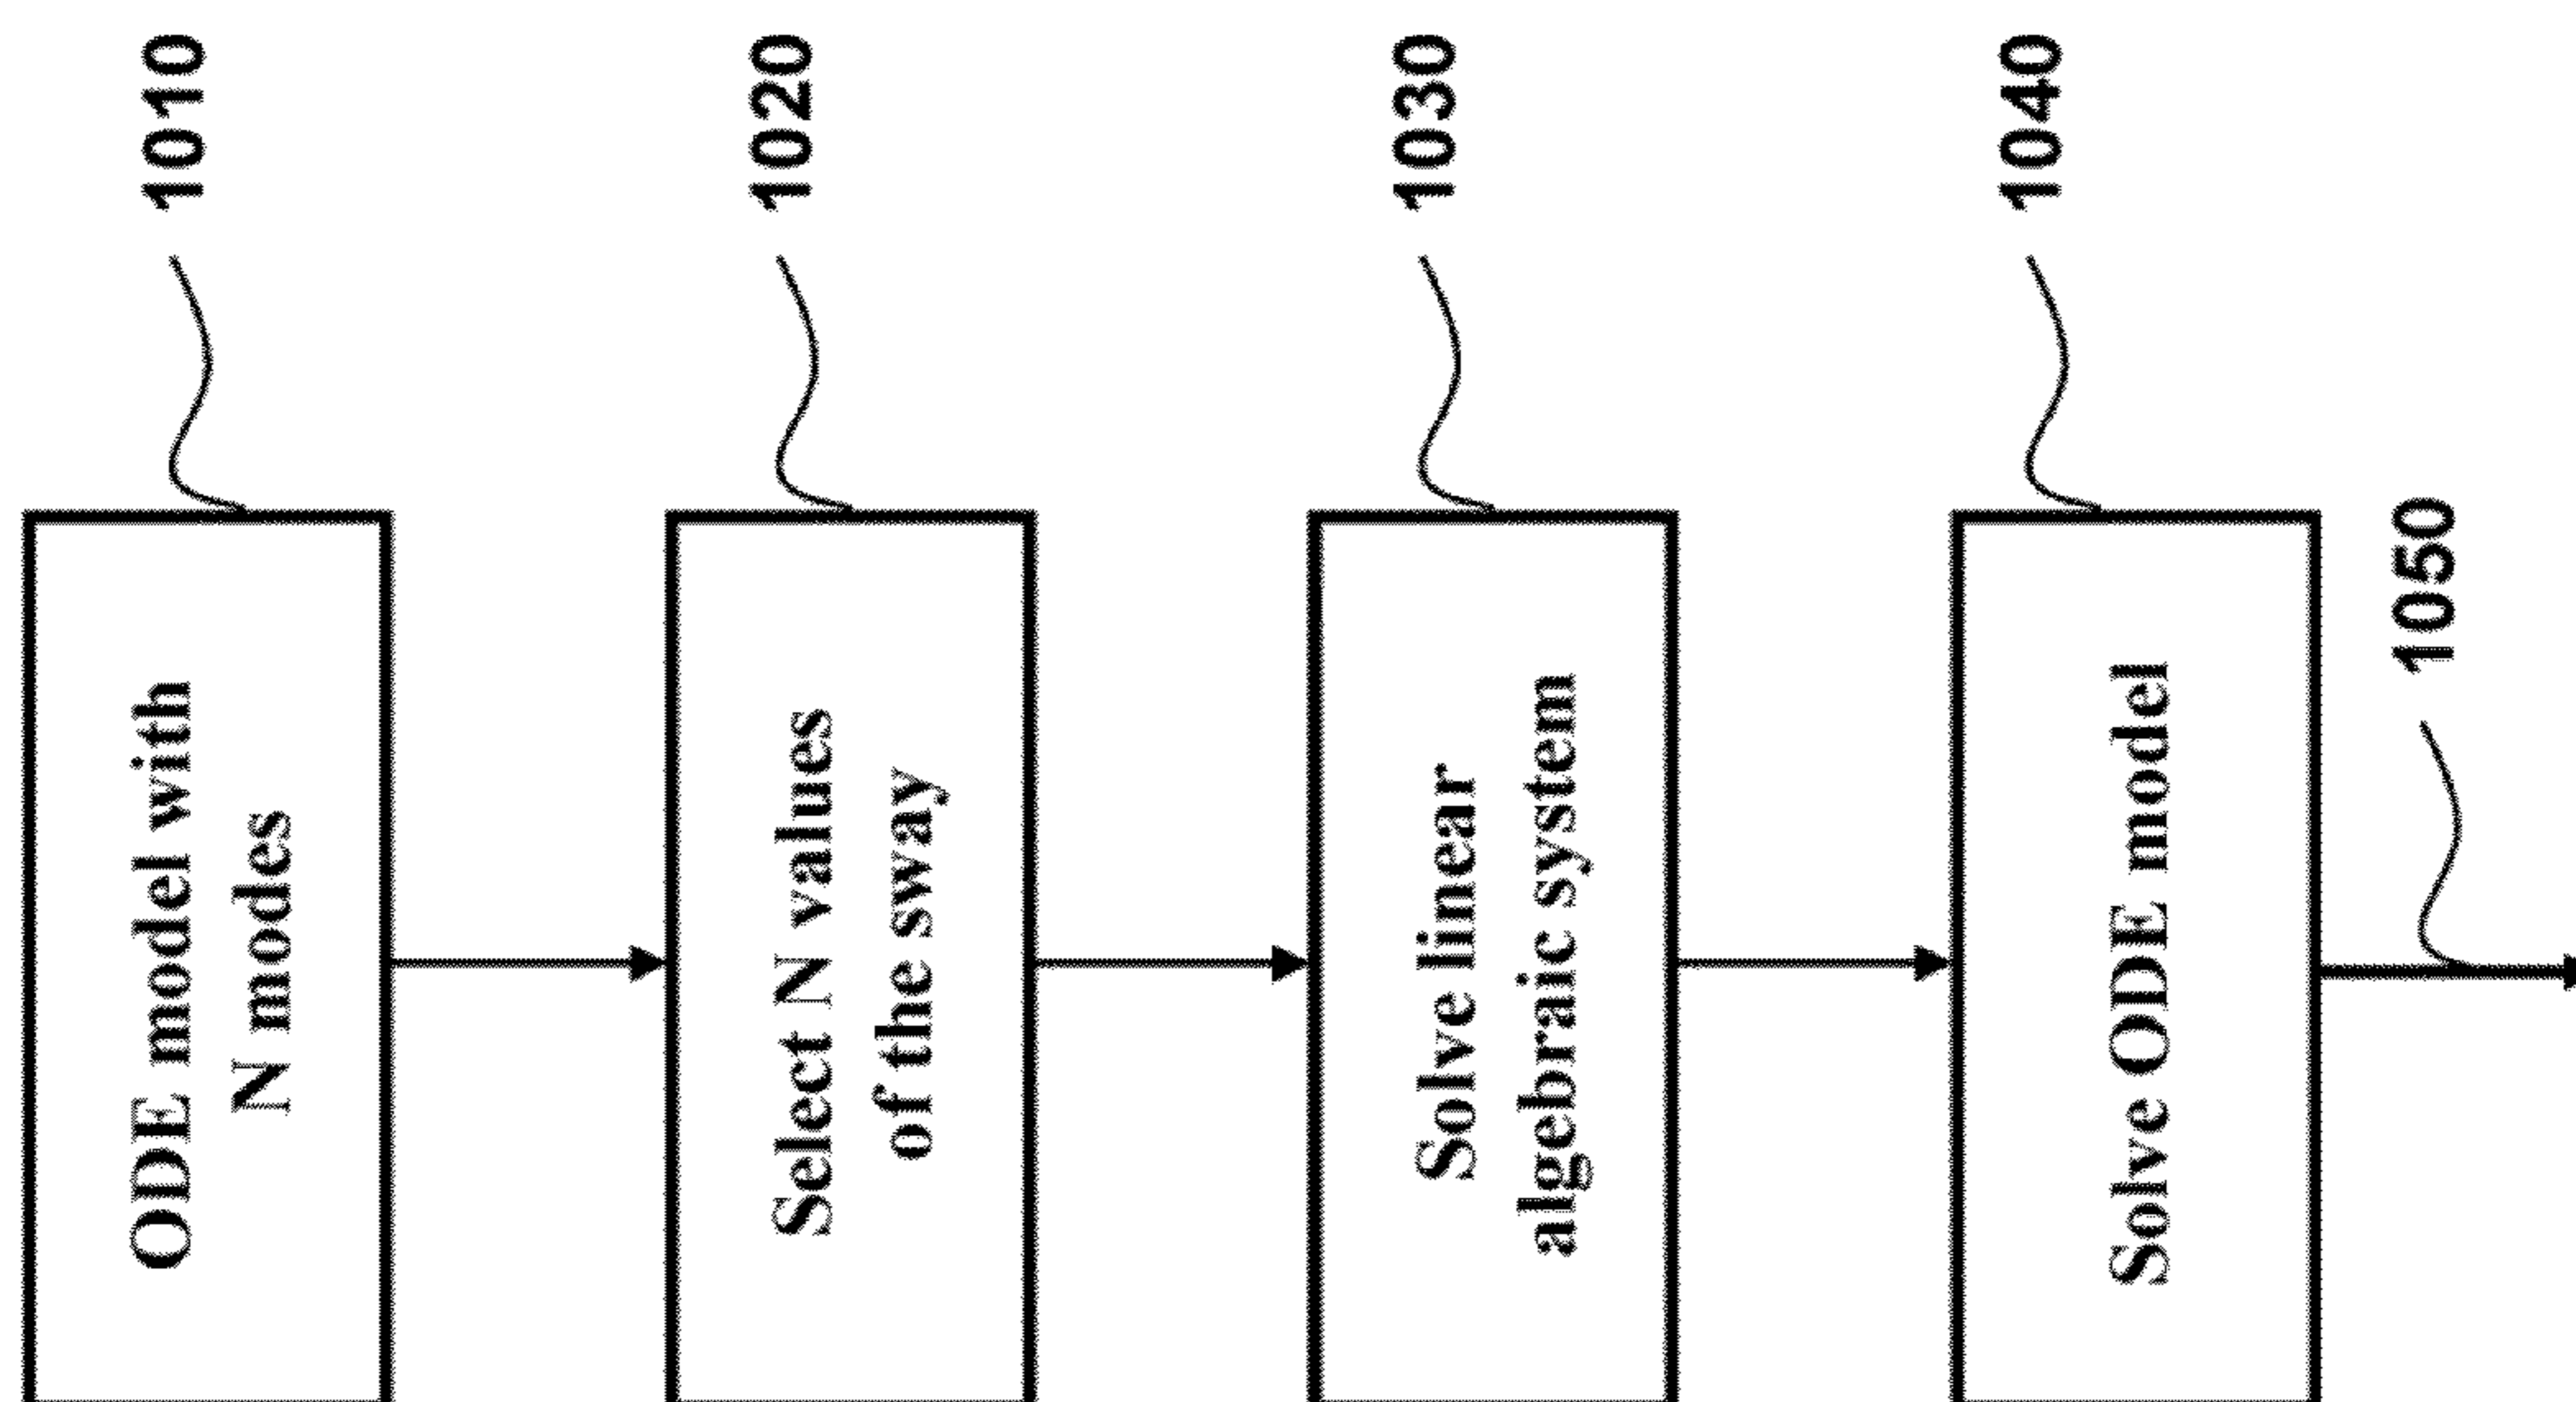 ODE model with
N modes
1010
Select N values
of the sway
1020
Solve linear
algebraic system
1030
Solve ODE model
1040
1050